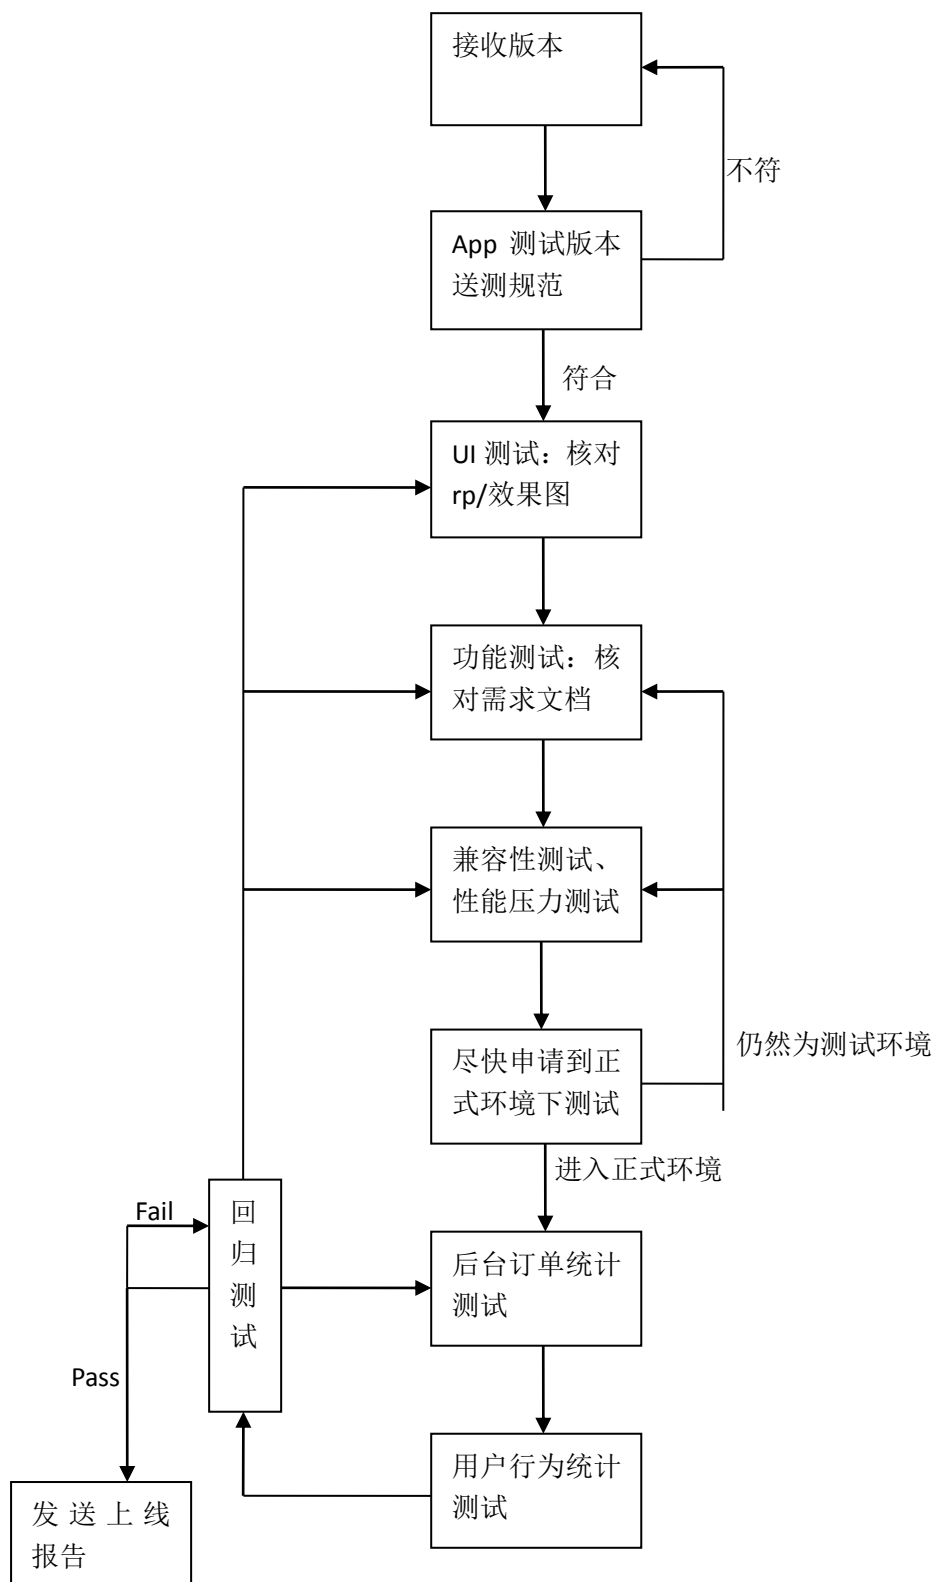 接收版本
不符
App 测试版本
送测规范
符合
UI 测试：核对
rp/效果图
功能测试：核
对需求文档
兼容性测试、
性能压力测试
尽快申请到正
式环境下测试
仍然为测试环境
进入正式环境
Fail
回
归
测
试
后台订单统计
测试
Pass
用户行为统计
测试
发送上线
报告